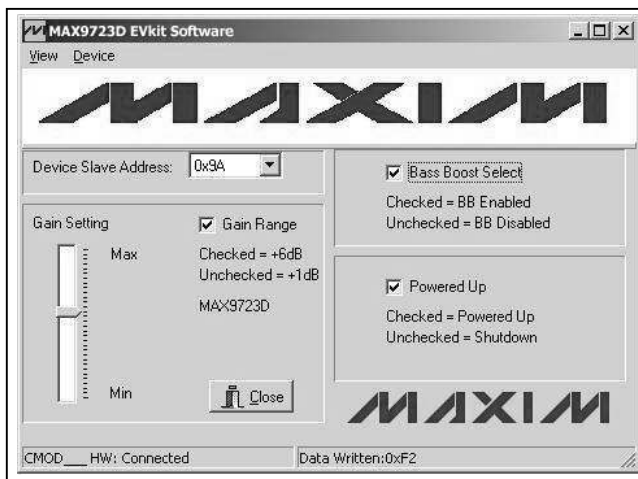 MAX9723D EVkit Software
View Device
MAXIM
Device Slave Address: 0x9A
Gain Setting
Max
Min
Gain Range
Checked = +6dB
Unchecked = +1dB
MAX9723D
Close
Bass Boost Select
Checked = BB Enabled
Unchecked = BB Disabled
Powered Up
Checked = Powered Up
Unchecked = Shutdown
MAXIM
CMOD___ HW: Connected
Data Written:0xF2